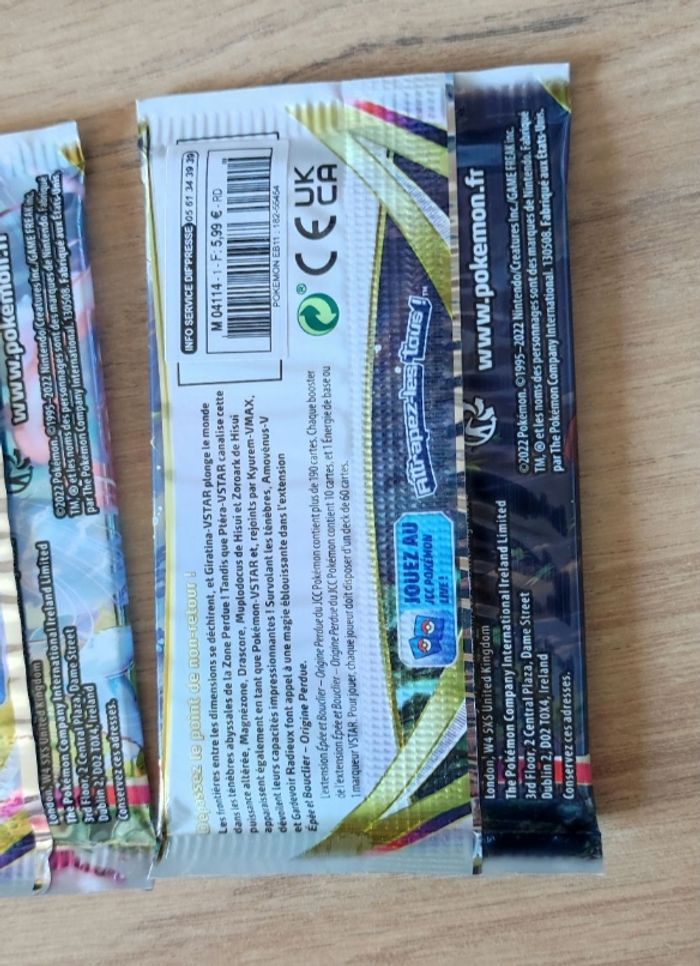 Dépassez le point de non-retour !
Les frontières entre les dimensions se déchirent, et Giratina-VSTAR plonge le monde
dans les ténèbres abyssales de la Zone Perdue ! Tandis que Ptéra-VSTAR canalise cette
puissance altérée, Magnézone, Drascore, Muplodocus de Hisui et Zoroark de Hisui
apparaissent également en tant que Pokémon-VSTAR et, rejoints par Kyurem-VMAX,
dévoilent leurs capacités impressionnantes ! Survolant les ténèbres, Amovénus-V
et Gardevoir Radieux font appel à une magie éblouissante dans l'extension
Épée et Bouclier – Origine Perdue.
L'extension Épée et Bouclier – Origine Perdue du JCC Pokémon contient plus de 190 cartes. Chaque booster
de l'extension Épée et Bouclier – Origine Perdue du JCC Pokémon contient 10 cartes, et 1 Énergie de base ou
1 marqueur VSTAR. Pour jouer, chaque joueur doit disposer d'un deck de 60 cartes.
INFO SERVICE DIF'PRESSE 05 61 34 39 39
M 04114 - 1 - F: 5,99 € - RD
POKEMON EB11 : 182-55454
CE
UK
CA
JOUEZ AU
JCC POKÉMON
LIVE !
Attrapez-les Tous !™
London, W4 5XS United Kingdom
The Pokémon Company International Ireland Limited
3rd Floor, 2 Central Plaza, Dame Street
Dublin 2, D02 T0X4, Ireland
Conservez ces adresses.
www.pokemon.fr
©2022 Pokémon. ©1995–2022 Nintendo/Creatures Inc./GAME FREAK inc.
TM, ® et les noms des personnages sont des marques de Nintendo. Fabriqué
par The Pokémon Company International. 130508. Fabriqué aux États-Unis.
London, W4 5XS United Kingdom
The Pokémon Company International Ireland Limited
3rd Floor, 2 Central Plaza, Dame Street
Dublin 2, D02 T0X4, Ireland
Conservez ces adresses.
www.pokemon.fr
©2022 Pokémon. ©1995–2022 Nintendo/Creatures Inc./GAME FREAK inc.
TM, ® et les noms des personnages sont des marques de Nintendo. Fabriqué
par The Pokémon Company International. 130508. Fabriqué aux États-Unis.